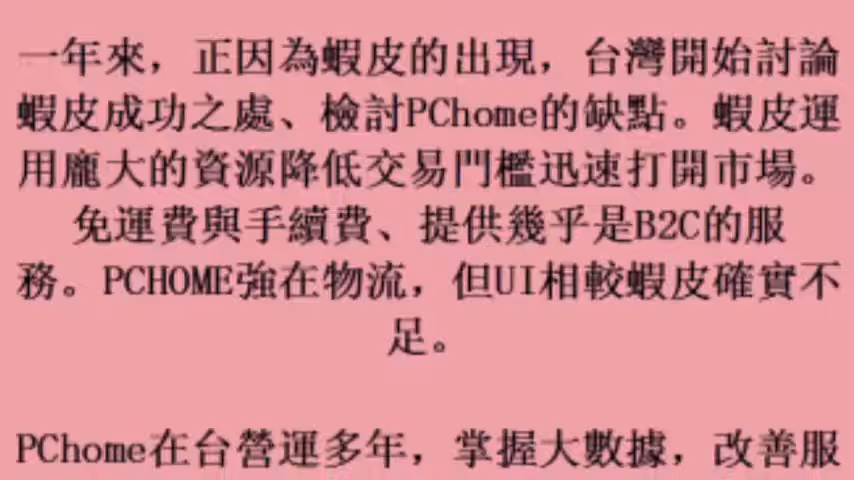 一年來，正因為蝦皮的出現，台灣開始討論
蝦皮成功之處、檢討PChome的缺點。蝦皮運
用龐大的資源降低交易門檻迅速打開市場。
免運費與手續費、提供幾乎是B2C的服
務。PCHOME強在物流，但UI相較蝦皮確實不
足。
PChome在台營運多年，掌握大數據，改善服